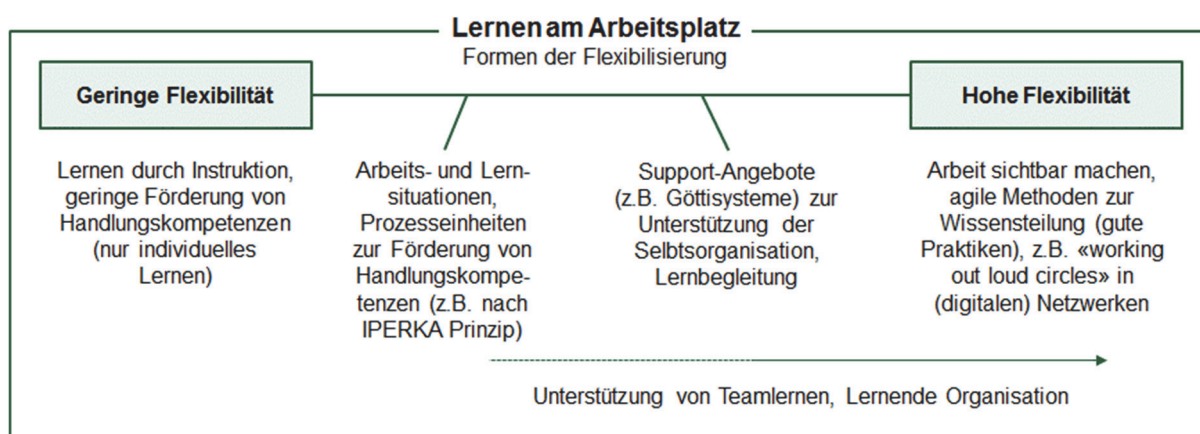 Lernen am Arbeitsplatz
Formen der Flexibilisierung
Geringe Flexibilität
Hohe Flexibilität
Lernen durch Instruktion,
geringe Förderung von
Handlungskompetenzen
(nur individuelles
Lernen)
Arbeits- und Lern-
situationen,
Prozesseinheiten
zur Förderung von
Handlungskompe-
tenzen (z.B. nach
IPERKA Prinzip)
Support-Angebote
(z.B. Göttisysteme) zur
Unterstützung der
Selbtsorganisation,
Lernbegleitung
Arbeit sichtbar machen,
agile Methoden zur
Wissensteilung (gute
Praktiken), z.B. «working
out loud circles» in
(digitalen) Netzwerken
Unterstützung von Teamlernen, Lernende Organisation